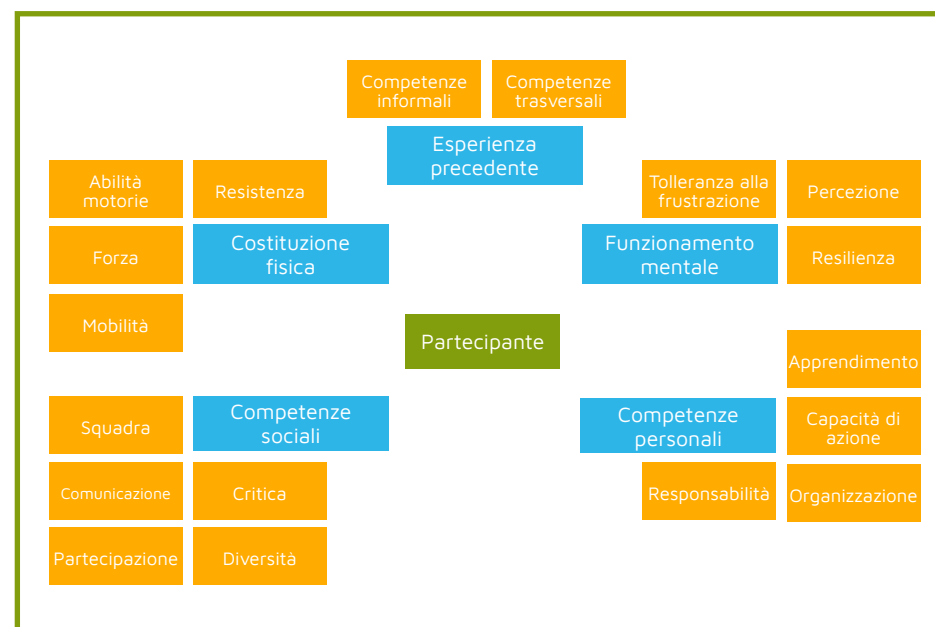 Competenze
informali
Competenze
trasversali
Esperienza
precedente
Abilità
motorie
Resistenza
Forza
Costituzione
fisica
Mobilità
Tolleranza alla
frustrazione
Percezione
Funzionamento
mentale
Resilienza
Partecipante
Squadra
Competenze
sociali
Comunicazione
Critica
Partecipazione
Diversità
Apprendimento
Competenze
personali
Capacità di
azione
Responsabilità
Organizzazione